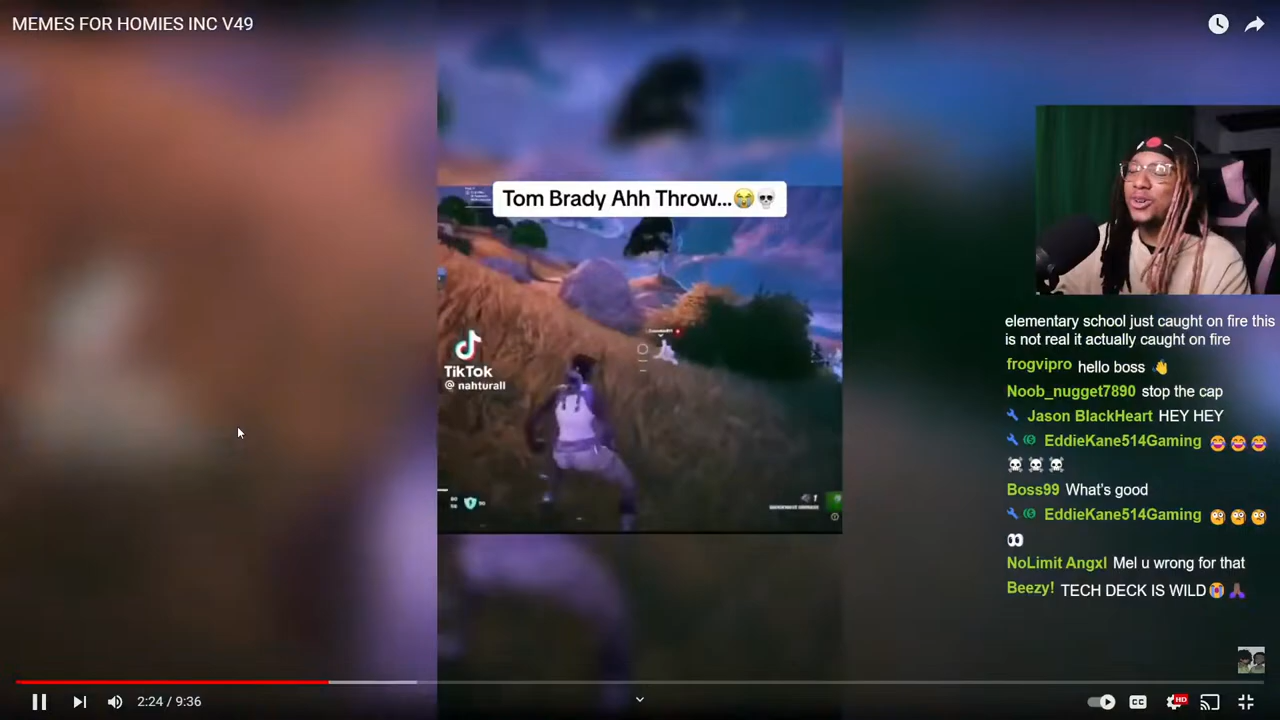 MEMES FOR HOMIES INC V49
Tom Brady Ahh Throw...😭💀
TikTok
@ nahturall
elementary school just caught on fire this
is not real it actually caught on fire
frogvipro hello boss 👋
Noob_nugget7890 stop the cap
Jason BlackHeart HEY HEY
EddieKane514Gaming 😂😂😂
☠☠☠
Boss99 What's good
EddieKane514Gaming 🫣🫣🫣
👀
NoLimit Angxl Mel u wrong for that
Beezy! TECH DECK IS WILD😭🙏🏾
2:24 / 9:36
CC
HD